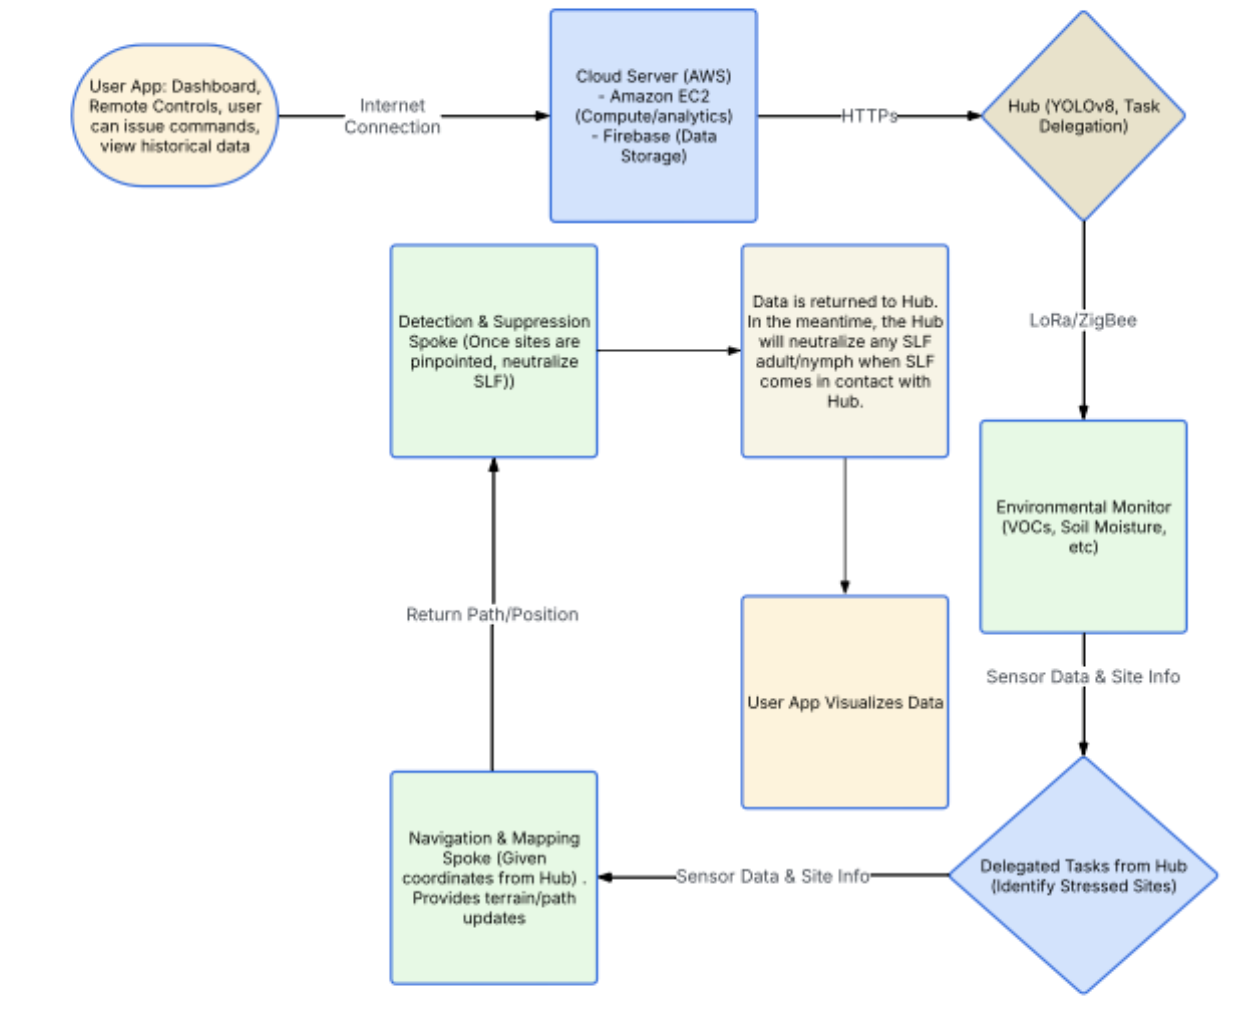 User App: Dashboard,
Remote Controls, user
can issue commands,
view historical data
Internet
Connection
Cloud Server (AWS)
- Amazon EC2
(Compute/analytics)
- Firebase (Data
Storage)
HTTPs
Hub (YOLOv8, Task
Delegation)
LoRa/ZigBee
Environmental Monitor
(VOCs, Soil Moisture,
etc)
Sensor Data & Site Info
Delegated Tasks from Hub
(Identify Stressed Sites)
Sensor Data & Site Info
Navigation & Mapping
Spoke (Given
coordinates from Hub) .
Provides terrain/path
updates
Return Path/Position
Detection & Suppression
Spoke (Once sites are
pinpointed, neutralize
SLF))
Data is returned to Hub.
In the meantime, the Hub
will neutralize any SLF
adult/nymph when SLF
comes in contact with
Hub.
User App Visualizes Data